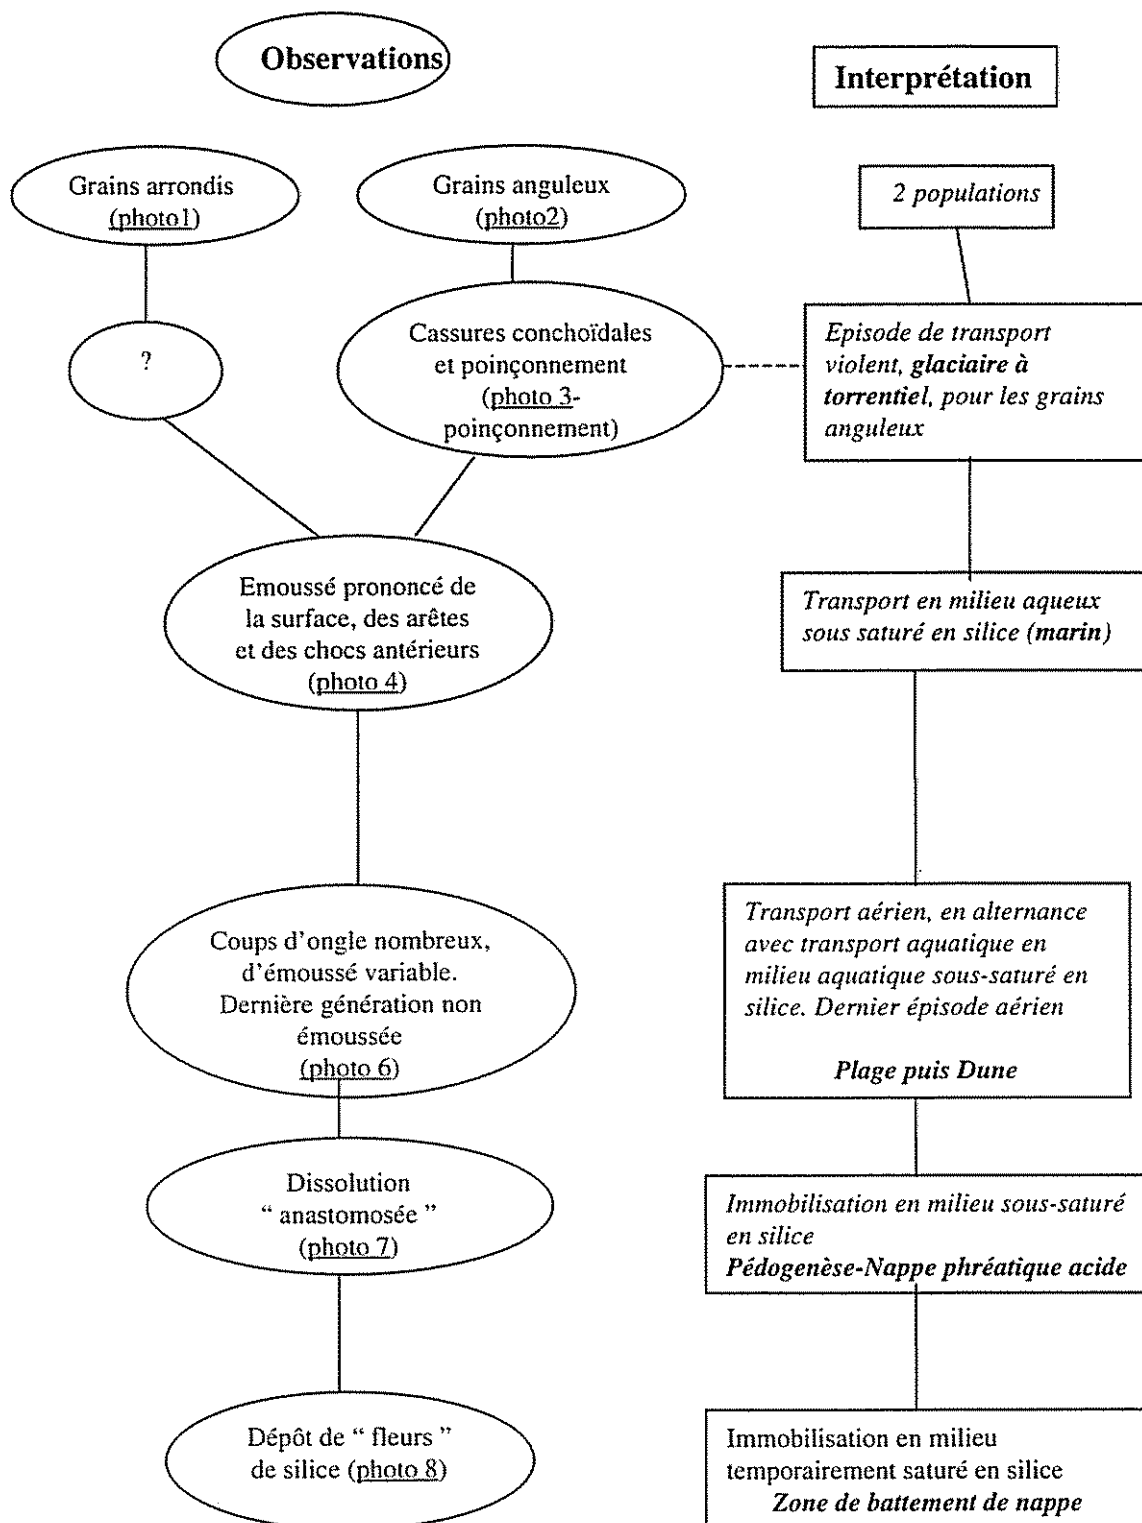 Observations
Interprétation
Grains arrondis
(photo1)
Grains anguleux
(photo2)
2 populations
?
Cassures conchoïdales
et poinçonnement
(photo 3-
poinçonnement)
Episode de transport
violent, glaciaire à
torrentiel, pour les grains
anguleux
Emoussé prononcé de
la surface, des arêtes
et des chocs antérieurs
(photo 4)
Transport en milieu aqueux
sous saturé en silice (marin)
Coups d'ongle nombreux,
d'émoussé variable.
Dernière génération non
émoussée
(photo 6)
Transport aérien, en alternance
avec transport aquatique en
milieu aquatique sous-saturé en
silice. Dernier épisode aérien
Plage puis Dune
Dissolution
“ anastomosée ”
(photo 7)
Immobilisation en milieu sous-saturé
en silice
Pédogenèse-Nappe phréatique acide
Dépôt de “ fleurs ”
de silice (photo 8)
Immobilisation en milieu
temporairement saturé en silice
Zone de battement de nappe